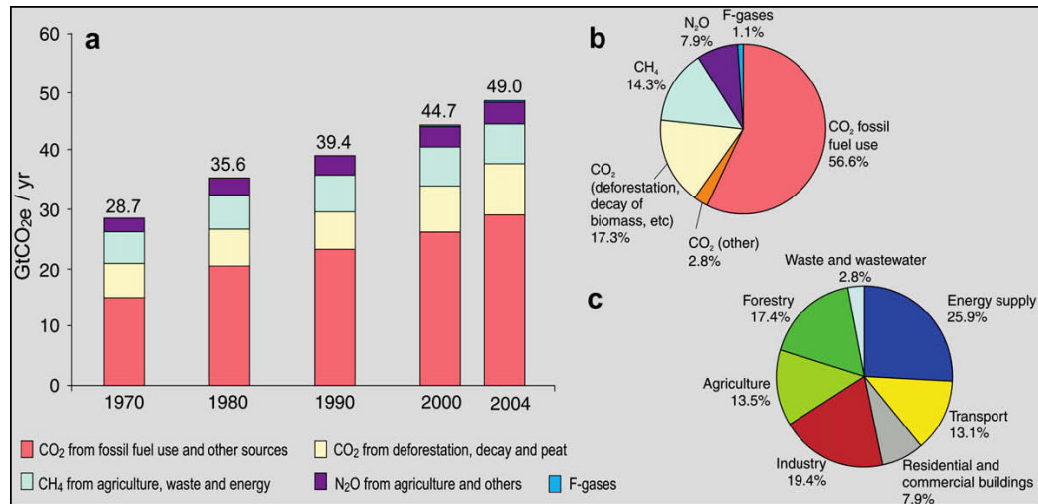 a
60
50
40
30
20
10
0
GtCO₂e / yr
28.7
35.6
39.4
44.7
49.0
1970
1980
1990
2000
2004
CO₂ from fossil fuel use and other sources
CO₂ from deforestation, decay and peat
CH₄ from agriculture, waste and energy
N₂O from agriculture and others
F-gases
b
F-gases
1.1%
N₂O
7.9%
CH₄
14.3%
CO₂ fossil
fuel use
56.6%
CO₂
(deforestation,
decay of
biomass, etc)
17.3%
CO₂ (other)
2.8%
c
Waste and wastewater
2.8%
Forestry
17.4%
Energy supply
25.9%
Agriculture
13.5%
Transport
13.1%
Industry
19.4%
Residential and
commercial buildings
7.9%